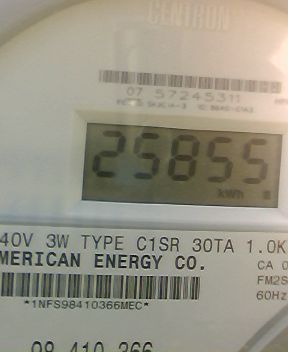 CENTRON
07 57245311
25855
kWh
40V 3W TYPE C1SR 30TA 1.0K
MERICAN ENERGY CO.
CA 0
FM2S
60Hz
*1NFS98410366MEC*
98 410 366